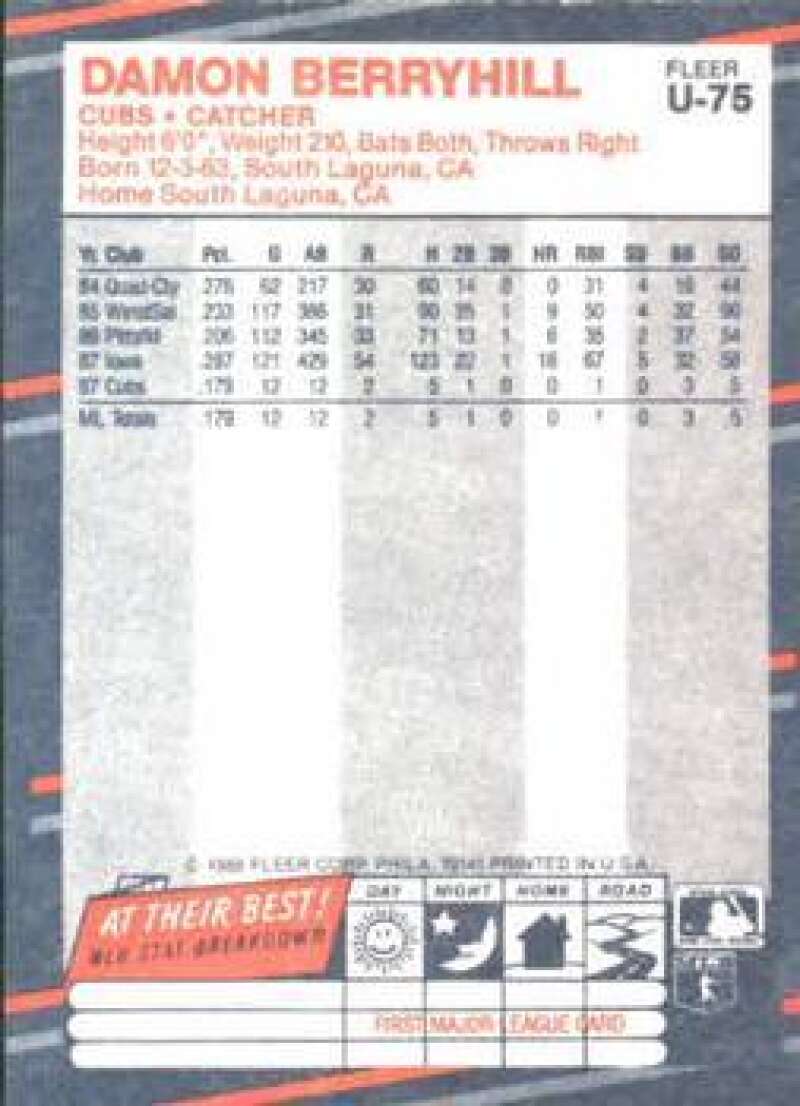 DAMON BERRYHILL
FLEER
U-75
CUBS • CATCHER
Height 6'0", Weight 210, Bats Both, Throws Right
Born 12-3-63, South Laguna, CA
Home South Laguna, CA
Yr. Club Pct. G AB R H 2B 3B HR RBI SB BB SO
84 Quad-Cty .276 62 217 30 60 14 0 0 31 4 16 44
85 WinstSal .233 117 386 31 90 25 1 9 50 4 32 90
86 Pittsfld .206 112 345 33 71 13 1 6 35 2 37 54
87 Iowa .287 121 429 54 123 22 1 18 67 5 32 58
87 Cubs .179 12 2 5 1 0 0 1 0 3 5
ML Totals .179 12 2 5 1 0 0 1 0 3 5
© 1988 FLEER CORP. PHILA. 19141 PRINTED IN U.S.A.
AT THEIR BEST!
MLB STAT BREAKDOWN
DAY NIGHT HOME ROAD
FIRST MAJOR LEAGUE CARD